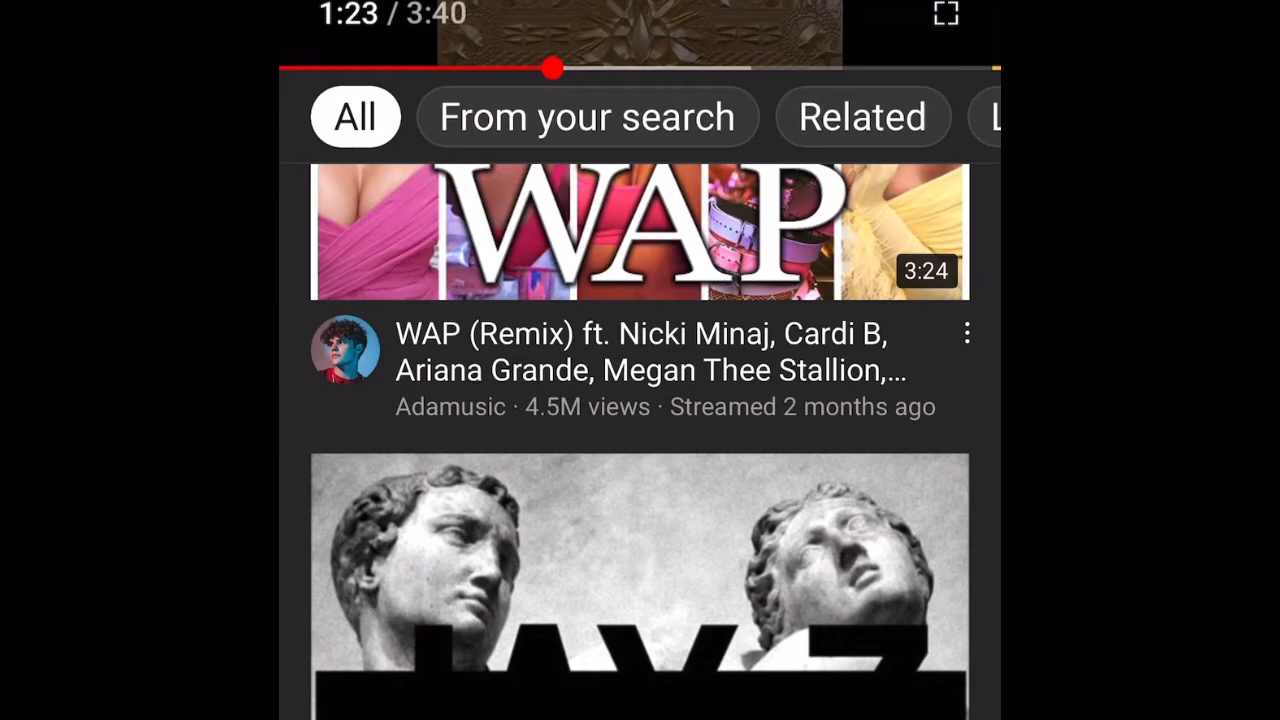 1:23 / 3:40
All
From your search
Related
L
WAP
3:24
WAP (Remix) ft. Nicki Minaj, Cardi B,
Ariana Grande, Megan Thee Stallion,...
Adamusic · 4.5M views · Streamed 2 months ago
JAY Z